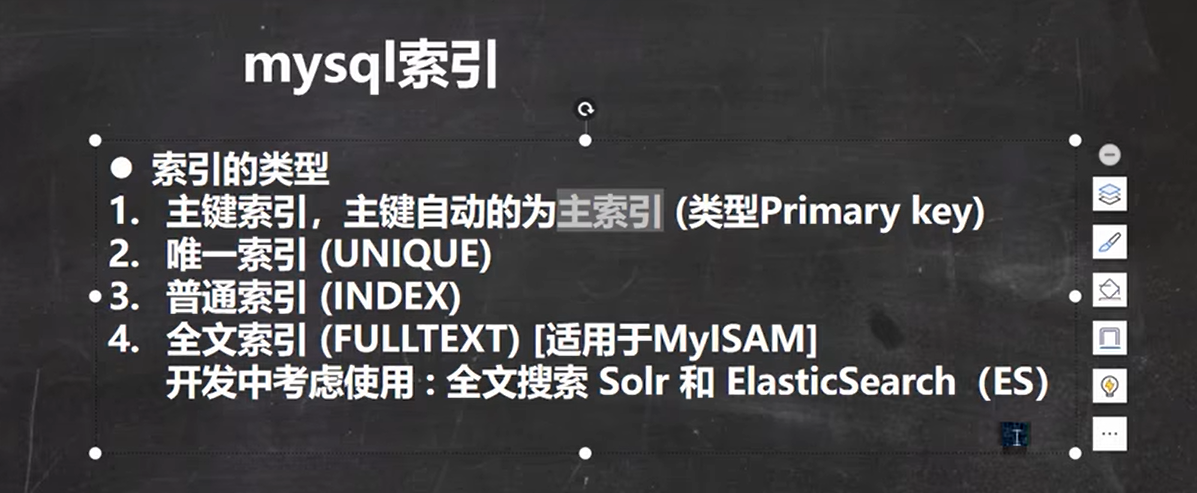 mysql索引
● 索引的类型
1. 主键索引，主键自动的为主索引 (类型Primary key)
2. 唯一索引 (UNIQUE)
3. 普通索引 (INDEX)
4. 全文索引 (FULLTEXT) [适用于MyISAM]
开发中考虑使用：全文搜索 Solr 和 ElasticSearch（ES）